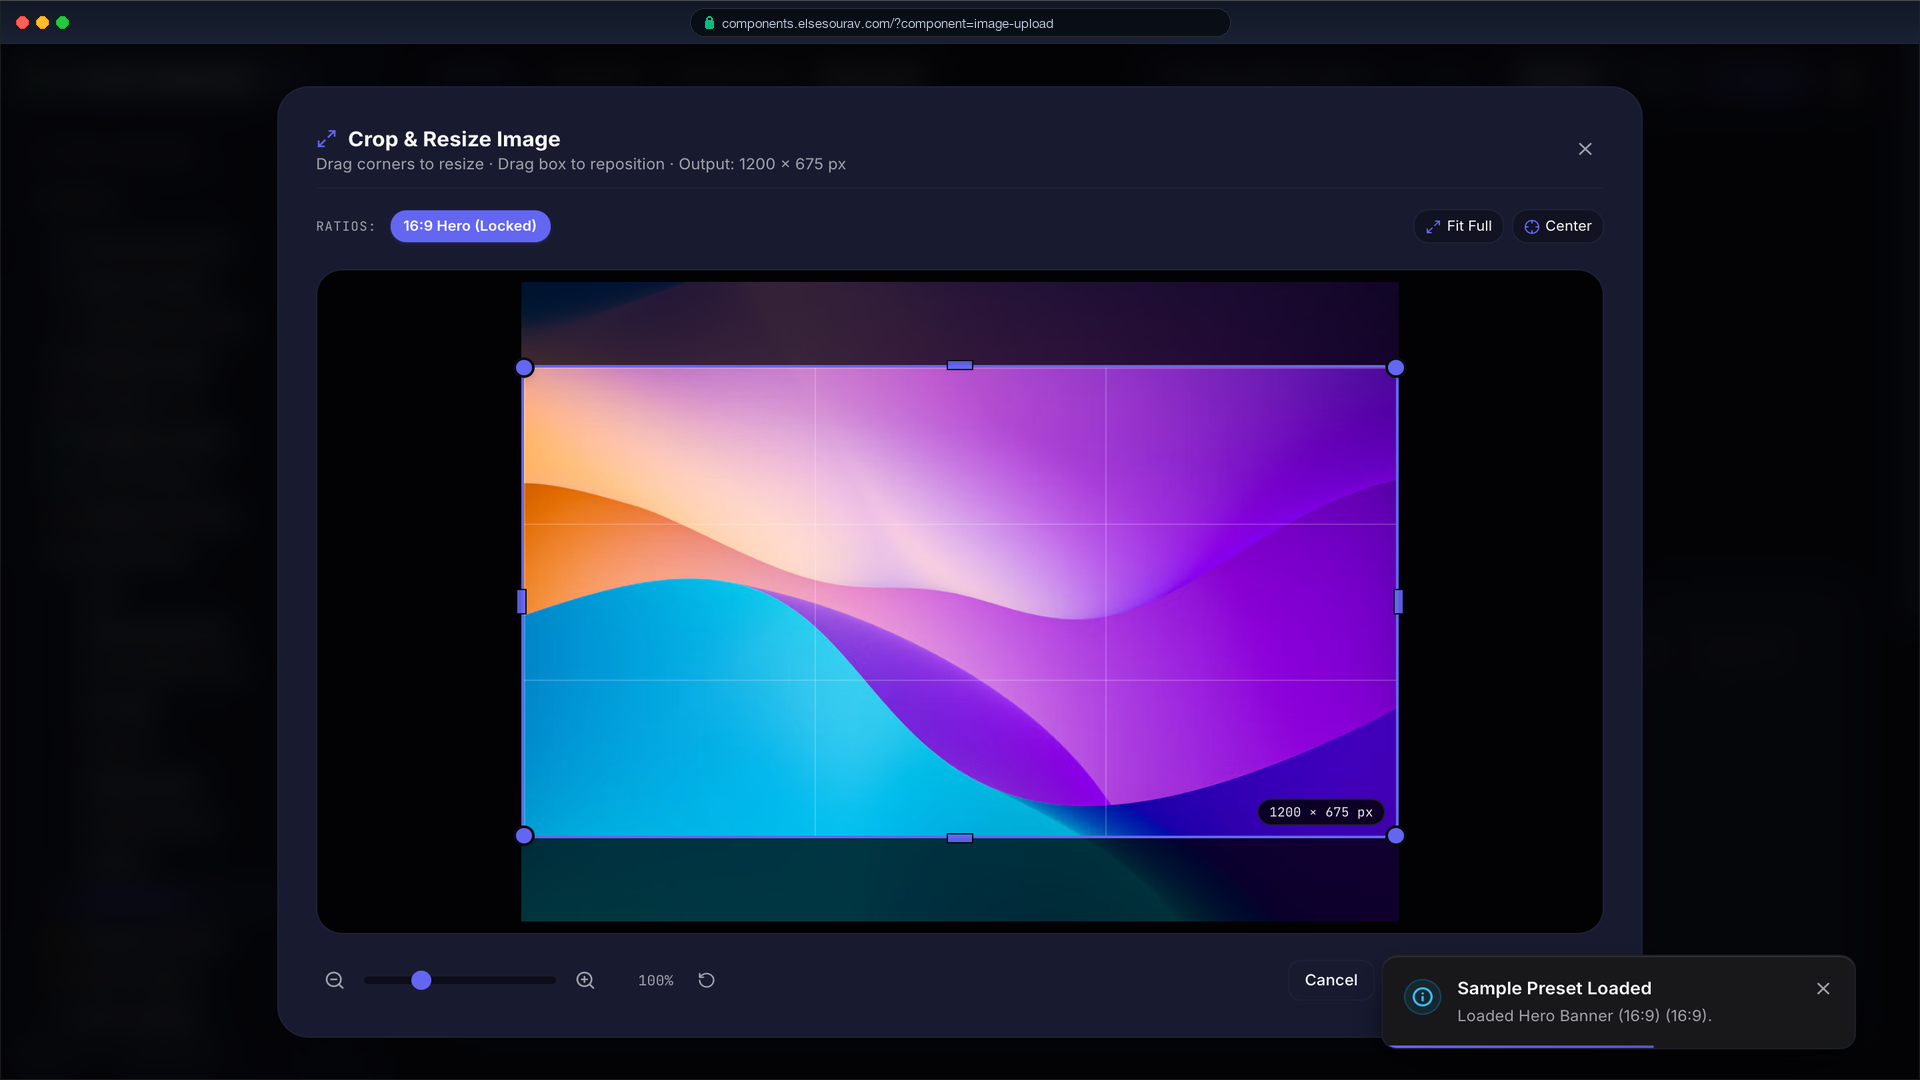 components.elsesourav.com/?component=image-upload
Crop & Resize Image
Drag corners to resize · Drag box to reposition · Output: 1200 × 675 px
RATIOS:
16:9 Hero (Locked)
Fit Full
Center
1200 × 675 px
100%
Cancel
Sample Preset Loaded
Loaded Hero Banner (16:9) (16:9).